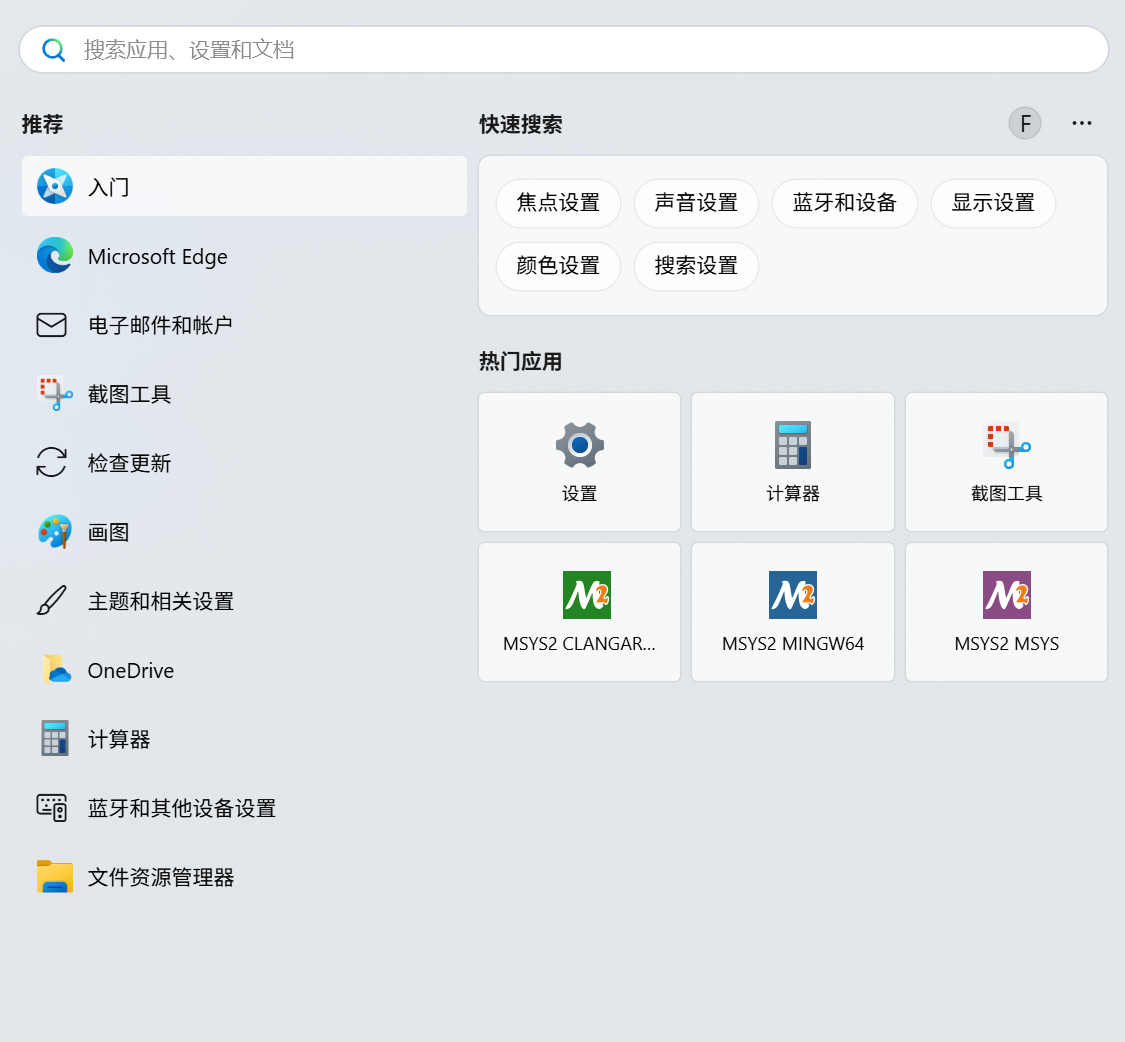 搜索应用、设置和文档
推荐
入门
Microsoft Edge
电子邮件和帐户
截图工具
检查更新
画图
主题和相关设置
OneDrive
计算器
蓝牙和其他设备设置
文件资源管理器
快速搜索
F
焦点设置
声音设置
蓝牙和设备
显示设置
颜色设置
搜索设置
热门应用
设置
计算器
截图工具
M2
M2
M2
MSYS2 CLANGAR...
MSYS2 MINGW64
MSYS2 MSYS